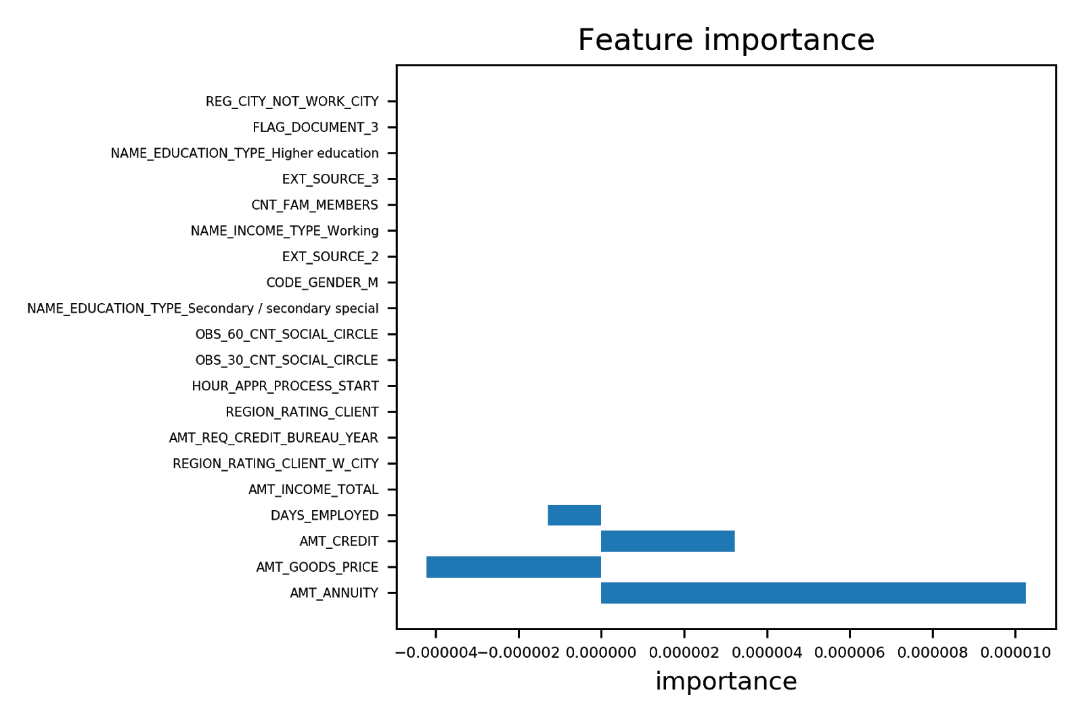 Feature importance
REG_CITY_NOT_WORK_CITY
FLAG_DOCUMENT_3
NAME_EDUCATION_TYPE_Higher education
EXT_SOURCE_3
CNT_FAM_MEMBERS
NAME_INCOME_TYPE_Working
EXT_SOURCE_2
CODE_GENDER_M
NAME_EDUCATION_TYPE_Secondary / secondary special
OBS_60_CNT_SOCIAL_CIRCLE
OBS_30_CNT_SOCIAL_CIRCLE
HOUR_APPR_PROCESS_START
REGION_RATING_CLIENT
AMT_REQ_CREDIT_BUREAU_YEAR
REGION_RATING_CLIENT_W_CITY
AMT_INCOME_TOTAL
DAYS_EMPLOYED
AMT_CREDIT
AMT_GOODS_PRICE
AMT_ANNUITY
−0.000004−0.000002 0.000000 0.000002 0.000004 0.000006 0.000008 0.000010
importance